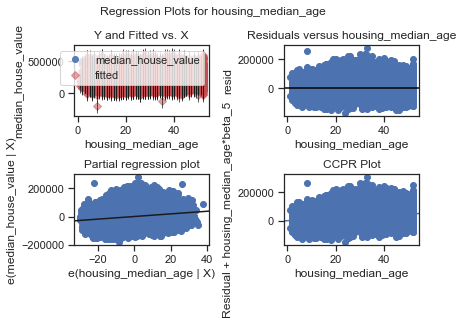 Regression Plots for housing_median_age
Y and Fitted vs. X
median_house_value
500000
0
median_house_value
fitted
0
20
40
housing_median_age
Residuals versus housing_median_age
resid
200000
0
0
20
40
housing_median_age
Partial regression plot
e(median_house_value | X)
200000
0
−200000
−20
0
20
40
e(housing_median_age | X)
CCPR Plot
Residual + housing_median_age*beta_5
200000
0
0
20
40
housing_median_age